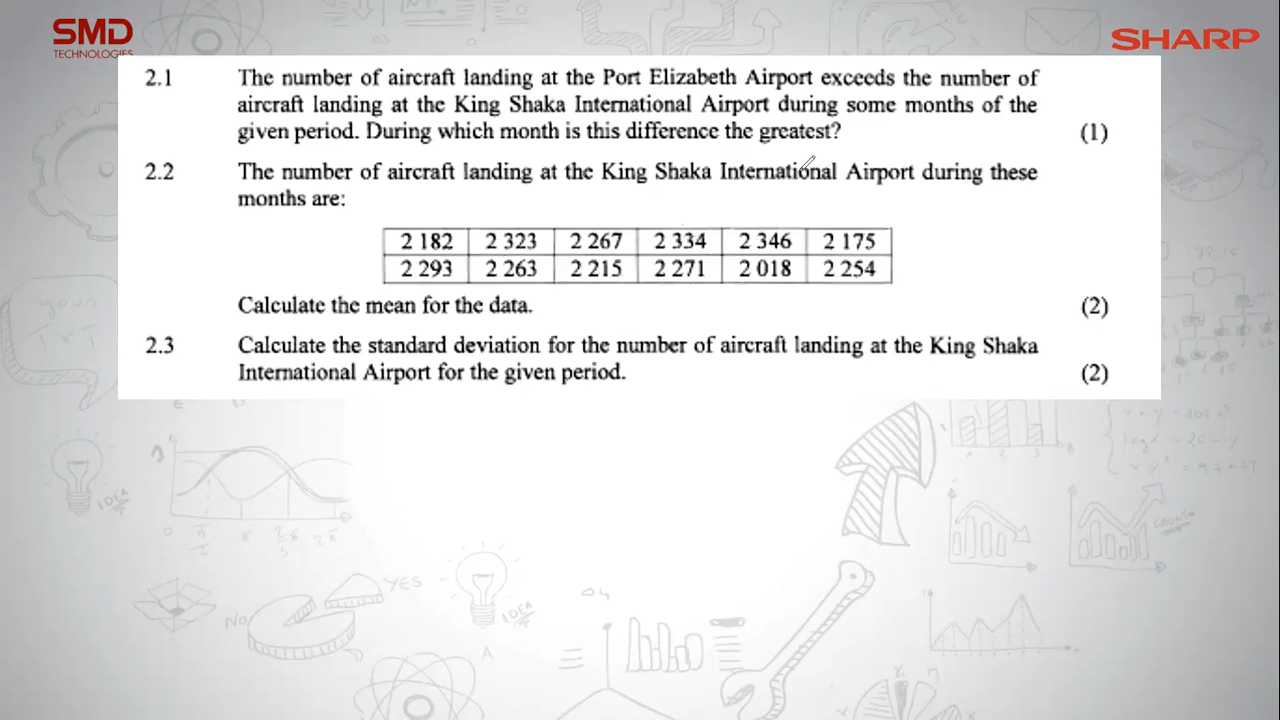 SMD
TECHNOLOGIES
SHARP
2.1 The number of aircraft landing at the Port Elizabeth Airport exceeds the number of
aircraft landing at the King Shaka International Airport during some months of the
given period. During which month is this difference the greatest? (1)
2.2 The number of aircraft landing at the King Shaka International Airport during these
months are:
2 182 2 323 2 267 2 334 2 346 2 175
2 293 2 263 2 215 2 271 2 018 2 254
Calculate the mean for the data. (2)
2.3 Calculate the standard deviation for the number of aircraft landing at the King Shaka
International Airport for the given period. (2)
IDEA
YES
No
IDEA